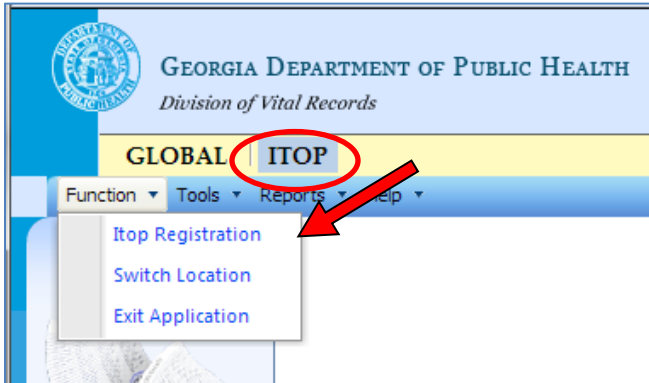 GEORGIA DEPARTMENT OF PUBLIC HEALTH
Division of Vital Records
GLOBAL | ITOP
Function Tools Reports Help
Itop Registration
Switch Location
Exit Application